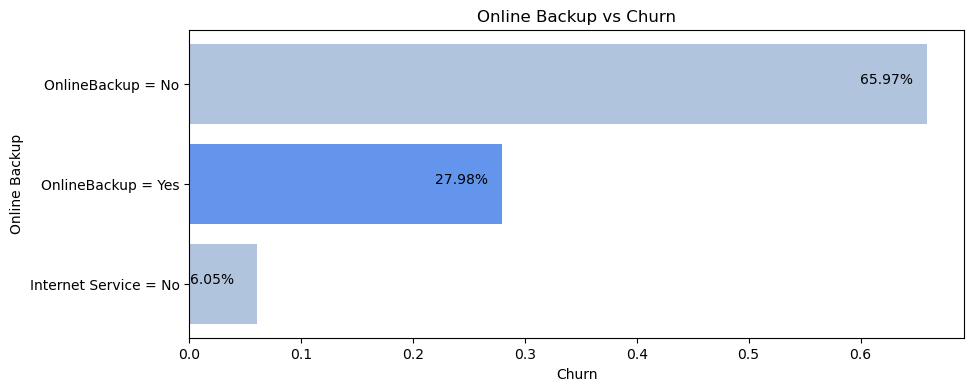 Online Backup vs Churn
OnlineBackup = No
65.97%
OnlineBackup = Yes
27.98%
Internet Service = No
6.05%
Online Backup
0.0 0.1 0.2 0.3 0.4 0.5 0.6
Churn